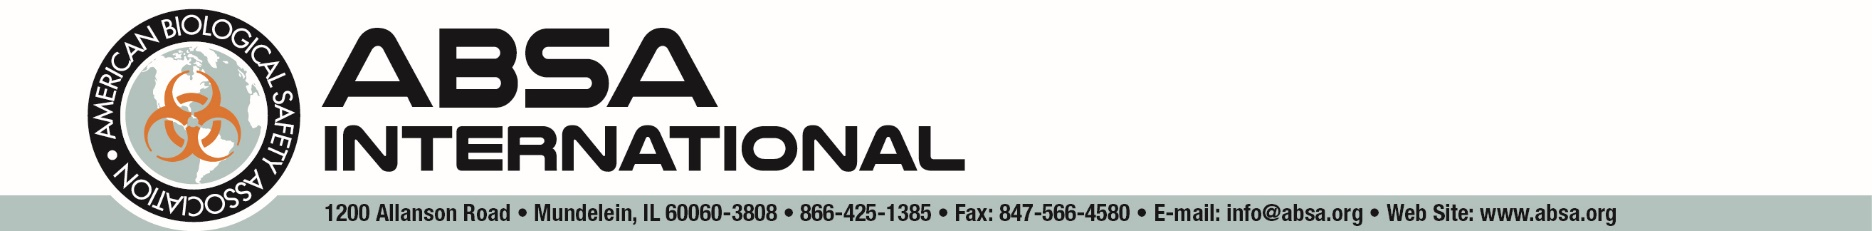 AMERICAN BIOLOGICAL SAFETY ASSOCIATION •
ABSA
INTERNATIONAL
1200 Allanson Road • Mundelein, IL 60060-3808 • 866-425-1385 • Fax: 847-566-4580 • E-mail: info@absa.org • Web Site: www.absa.org